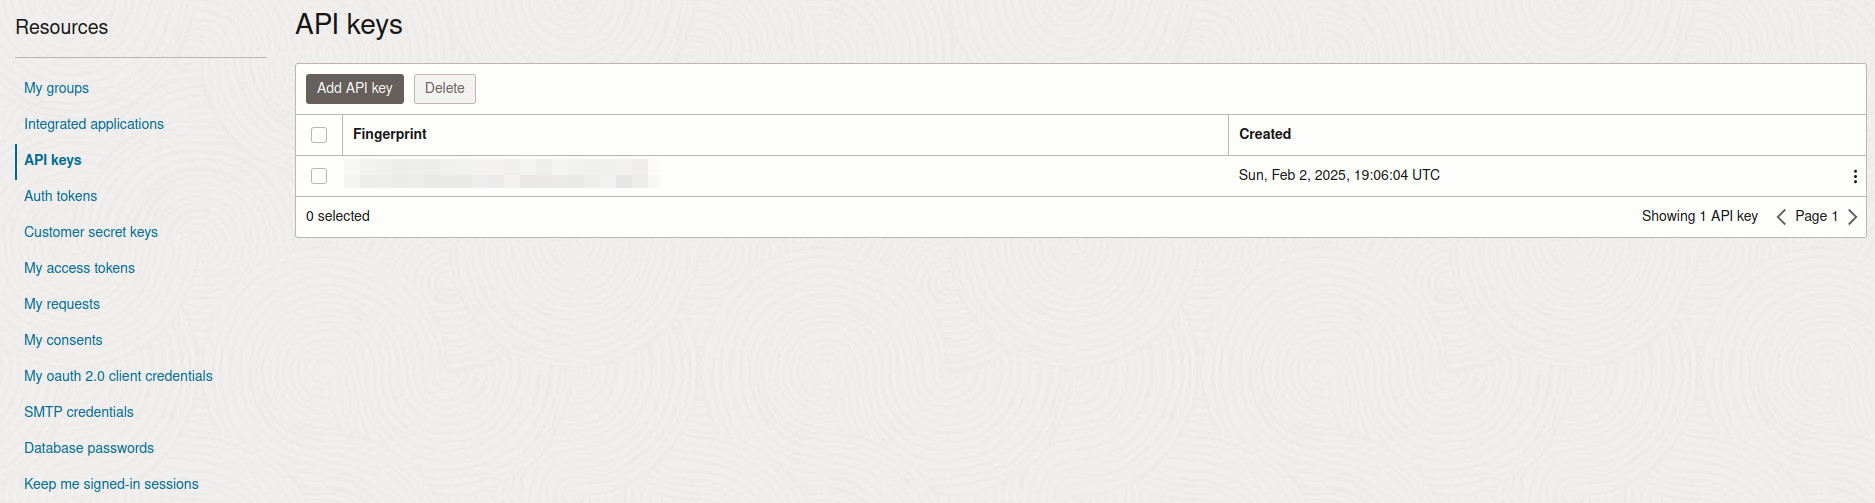 Resources
My groups
Integrated applications
API keys
Auth tokens
Customer secret keys
My access tokens
My requests
My consents
My oauth 2.0 client credentials
SMTP credentials
Database passwords
Keep me signed-in sessions
API keys
Add API key Delete
Fingerprint Created
Sun, Feb 2, 2025, 19:06:04 UTC
0 selected Showing 1 API key Page 1